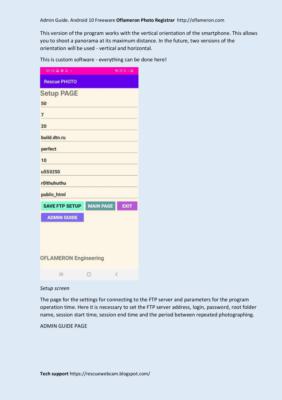 Admin Guide. Android 10 Freeware Oflameron Photo Registrar http://oflameron.com
This version of the program works with the vertical orientation of the smartphone. This allows
you to shoot a panorama at its maximum distance. In the future, two versions of the
orientation will be used - vertical and horizontal.
This is custom software - everything can be done here!
Rescue PHOTO
Setup PAGE
50
7
20
build.dtn.ru
perfect
10
u550250
public_html
SAVE FTP SETUP MAIN PAGE EXIT
ADMIN GUIDE
OFLAMERON Engineering
Setup screen
The page for the settings for connecting to the FTP server and parameters for the program
operation time. Here it is necessary to set the FTP server address, login, password, root folder
name, session start time, session end time and the period between repeated photographing.
ADMIN GUIDE PAGE
Tech support https://rescuewebcam.blogspot.com/